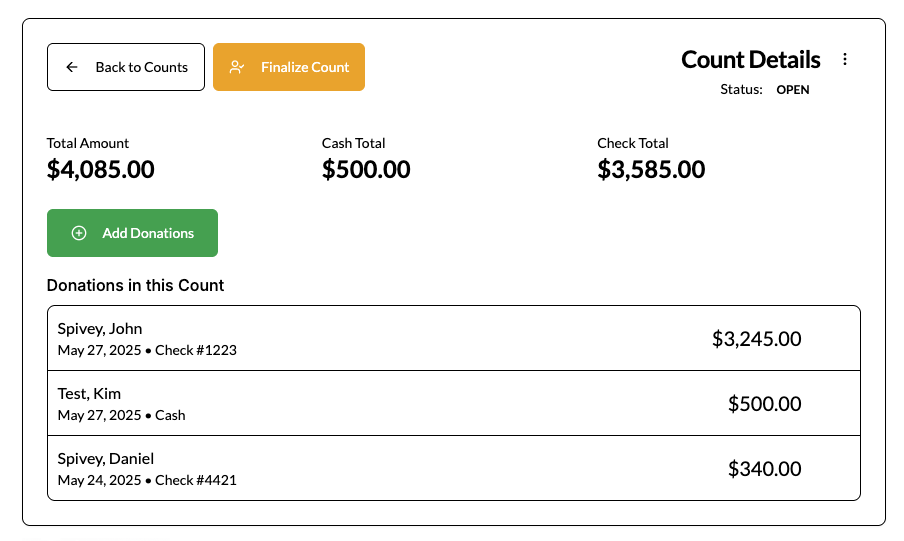 Back to Counts
Finalize Count
Count Details
Status: OPEN
Total Amount
$4,085.00
Cash Total
$500.00
Check Total
$3,585.00
Add Donations
Donations in this Count
Spivey, John
May 27, 2025 • Check #1223
$3,245.00
Test, Kim
May 27, 2025 • Cash
$500.00
Spivey, Daniel
May 24, 2025 • Check #4421
$340.00